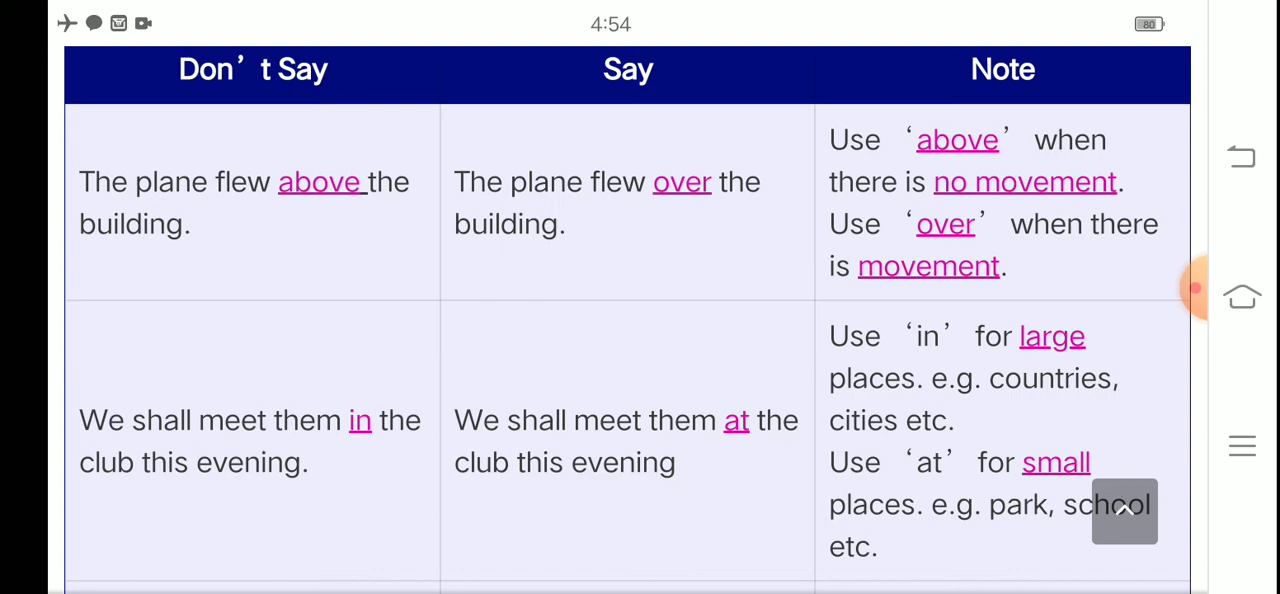 4:54
80
Don’t Say
Say
Note
The plane flew above the
building.
The plane flew over the
building.
Use ‘above’ when
there is no movement.
Use ‘over’ when there
is movement.
We shall meet them in the
club this evening.
We shall meet them at the
club this evening
Use ‘in’ for large
places. e.g. countries,
cities etc.
Use ‘at’ for small
places. e.g. park, school
etc.